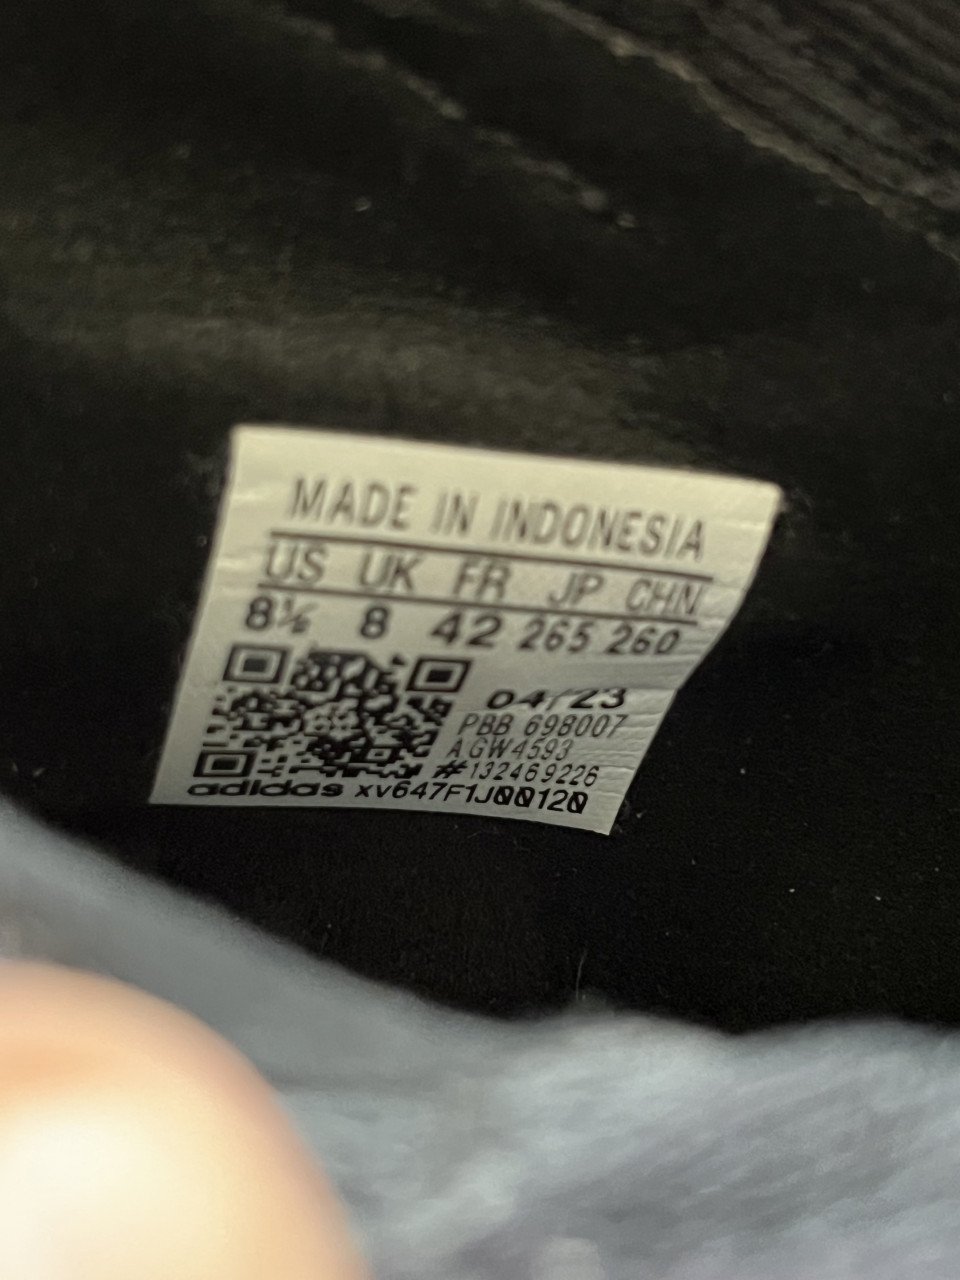 MADE IN INDONESIA
US UK FR JP CHN
8½ 8 42 265 260
04/23
PBB 698007
AGW4593
#132469226
adidas xv647F1J00120